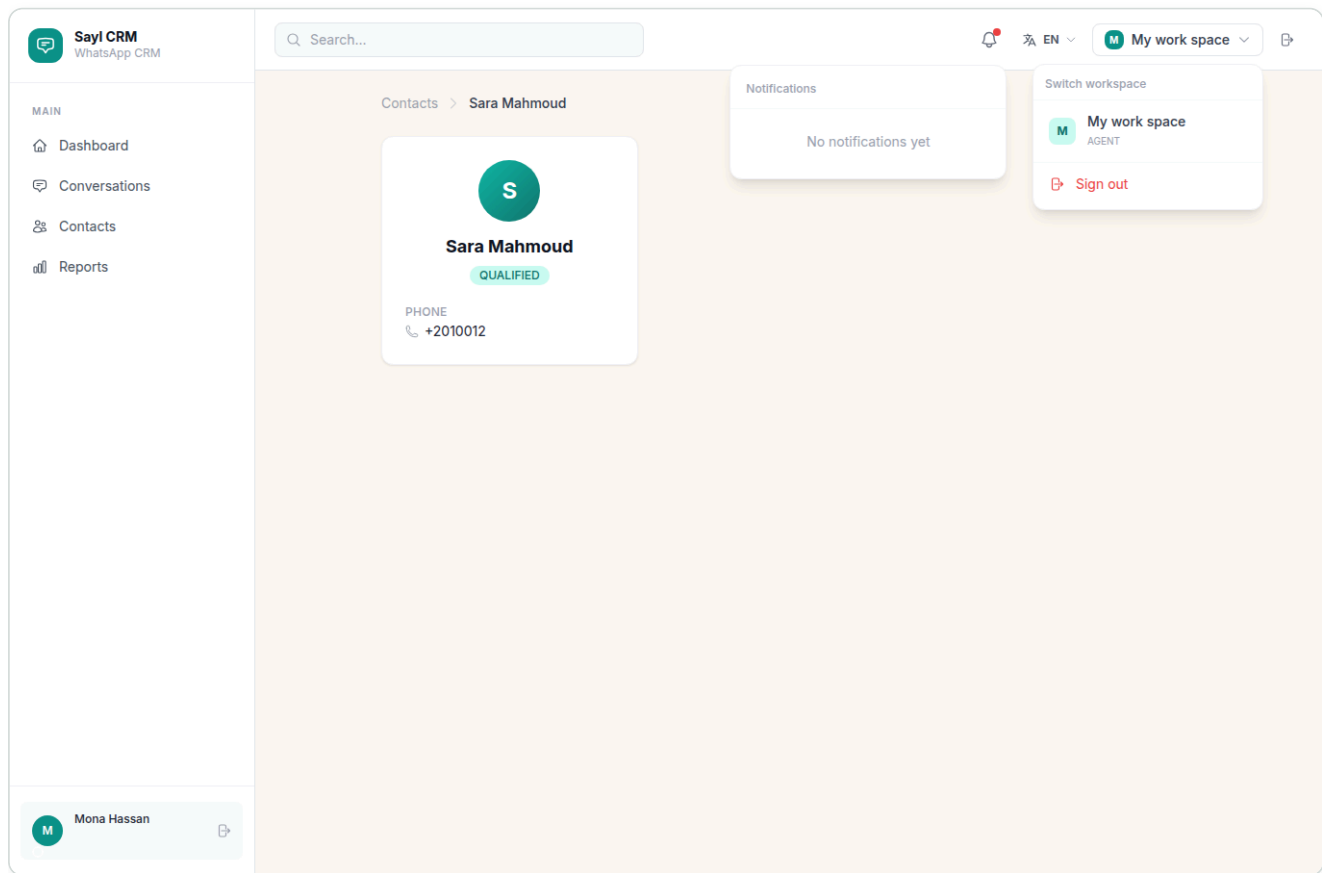 Sayl CRM
WhatsApp CRM
MAIN
Dashboard
Conversations
Contacts
Reports
M
Mona Hassan
Search...
EN
M
My work space
Contacts
Sara Mahmoud
S
Sara Mahmoud
QUALIFIED
PHONE
+2010012
Notifications
No notifications yet
Switch workspace
M
My work space
AGENT
Sign out